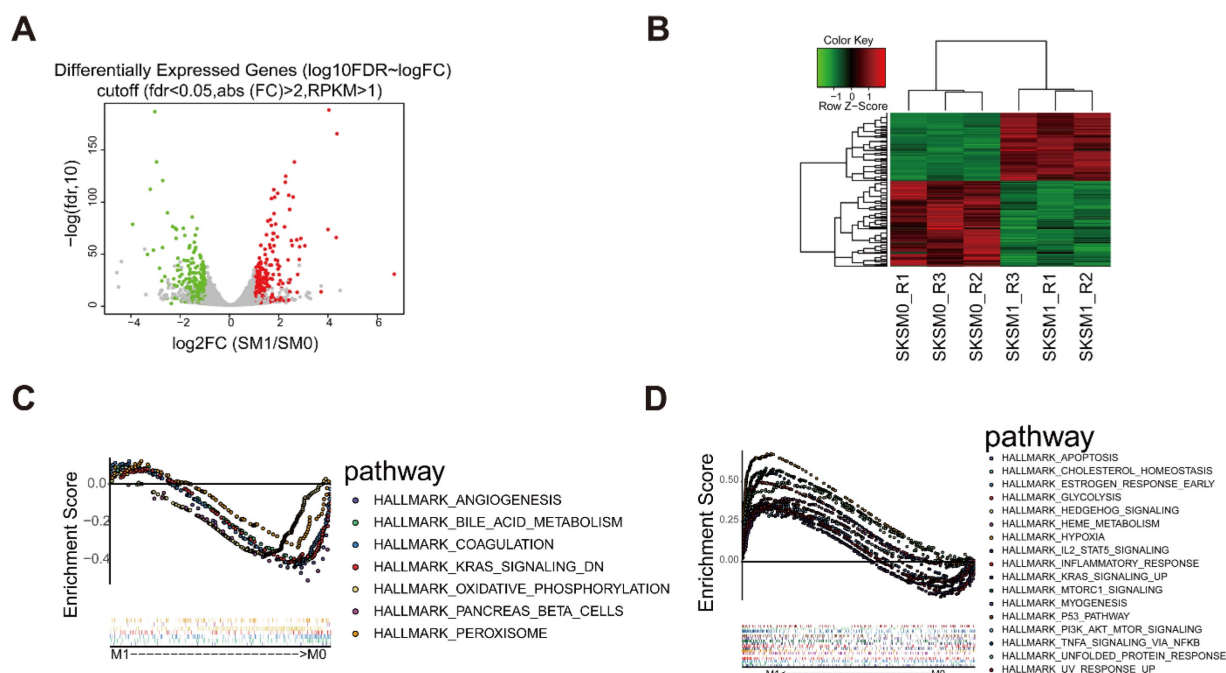 A
Differentially Expressed Genes (log10FDR~logFC)
cutoff (fdr<0.05,abs (FC)>2,RPKM>1)
−log(fdr,10)
150
100
50
0
−4 −2 0 2 4 6
log2FC (SM1/SM0)
B
Color Key
−1 0 1
Row Z−Score
SKSM0_R1
SKSM0_R3
SKSM0_R2
SKSM1_R3
SKSM1_R1
SKSM1_R2
C
Enrichment Score
0.0
−0.2
−0.4
M1------------------------>M0
pathway
HALLMARK_ANGIOGENESIS
HALLMARK_BILE_ACID_METABOLISM
HALLMARK_COAGULATION
HALLMARK_KRAS_SIGNALING_DN
HALLMARK_OXIDATIVE_PHOSPHORYLATION
HALLMARK_PANCREAS_BETA_CELLS
HALLMARK_PEROXISOME
D
Enrichment Score
0.50
0.25
0.00
M1<------------------------M0
pathway
HALLMARK_APOPTOSIS
HALLMARK_CHOLESTEROL_HOMEOSTASIS
HALLMARK_ESTROGEN_RESPONSE_EARLY
HALLMARK_GLYCOLYSIS
HALLMARK_HEDGEHOG_SIGNALING
HALLMARK_HEME_METABOLISM
HALLMARK_HYPOXIA
HALLMARK_IL2_STAT5_SIGNALING
HALLMARK_INFLAMMATORY_RESPONSE
HALLMARK_KRAS_SIGNALING_UP
HALLMARK_MTORC1_SIGNALING
HALLMARK_MYOGENESIS
HALLMARK_P53_PATHWAY
HALLMARK_PI3K_AKT_MTOR_SIGNALING
HALLMARK_TNFA_SIGNALING_VIA_NFKB
HALLMARK_UNFOLDED_PROTEIN_RESPONSE
HALLMARK_UV_RESPONSE_UP